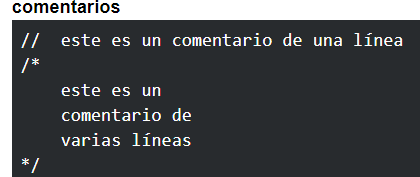 comentarios
//  este es un comentario de una línea
/*
    este es un
    comentario de
    varias líneas
*/